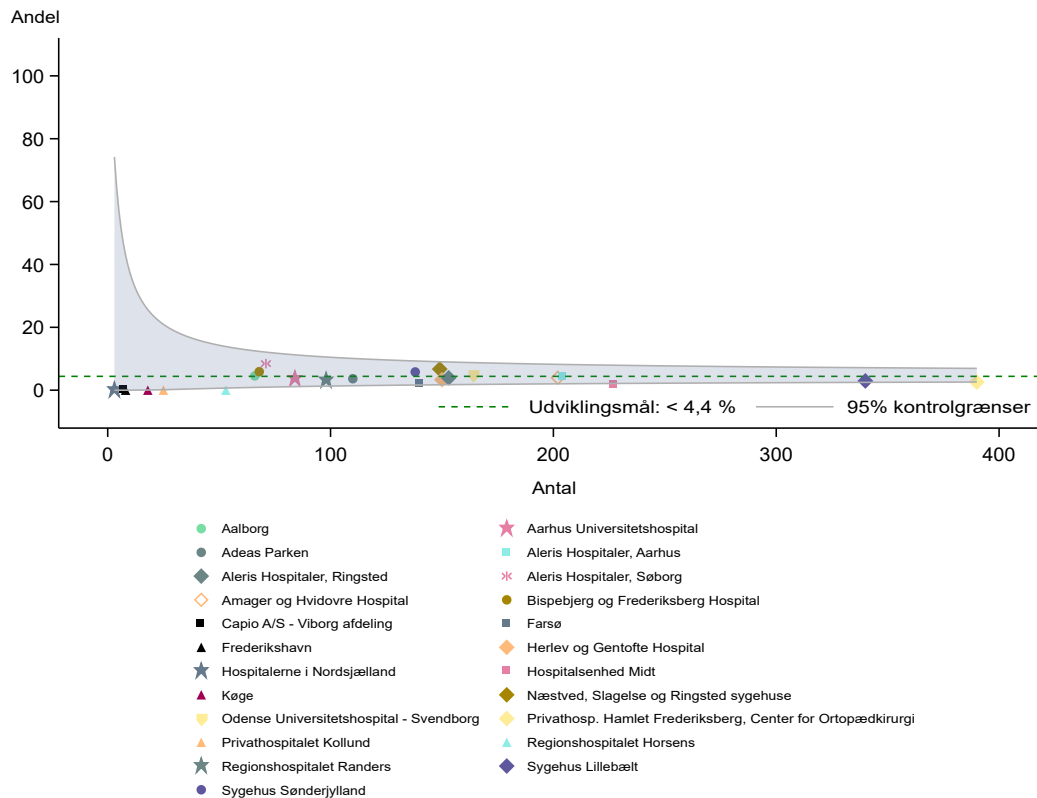 Andel
100
80
60
40
20
0
Udviklingsmål: < 4,4 %
95% kontrolgrænser
0
100
200
300
400
Antal
Aalborg
Aarhus Universitetshospital
Adeas Parken
Aleris Hospitaler, Aarhus
Aleris Hospitaler, Ringsted
Aleris Hospitaler, Søborg
Amager og Hvidovre Hospital
Bispebjerg og Frederiksberg Hospital
Capio A/S - Viborg afdeling
Farsø
Frederikshavn
Herlev og Gentofte Hospital
Hospitalerne i Nordsjælland
Hospitalsenhed Midt
Køge
Næstved, Slagelse og Ringsted sygehuse
Odense Universitetshospital - Svendborg
Privathosp. Hamlet Frederiksberg, Center for Ortopædkirurgi
Privathospitalet Kollund
Regionshospitalet Horsens
Regionshospitalet Randers
Sygehus Lillebælt
Sygehus Sønderjylland